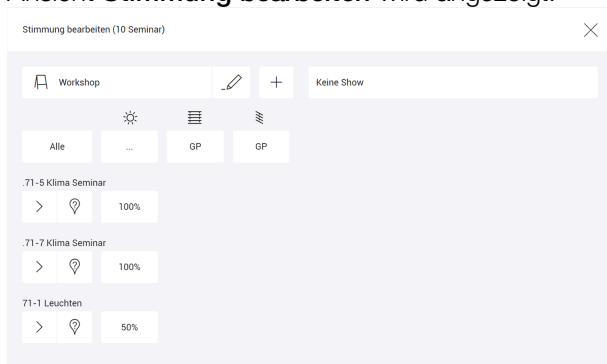 Ansicht Stimmung bearbeiten wird angezeigt.
Stimmung bearbeiten (10 Seminar)
Workshop
Keine Show
Alle ... GP GP
.71-5 Klima Seminar
100%
.71-7 Klima Seminar
100%
71-1 Leuchten
50%